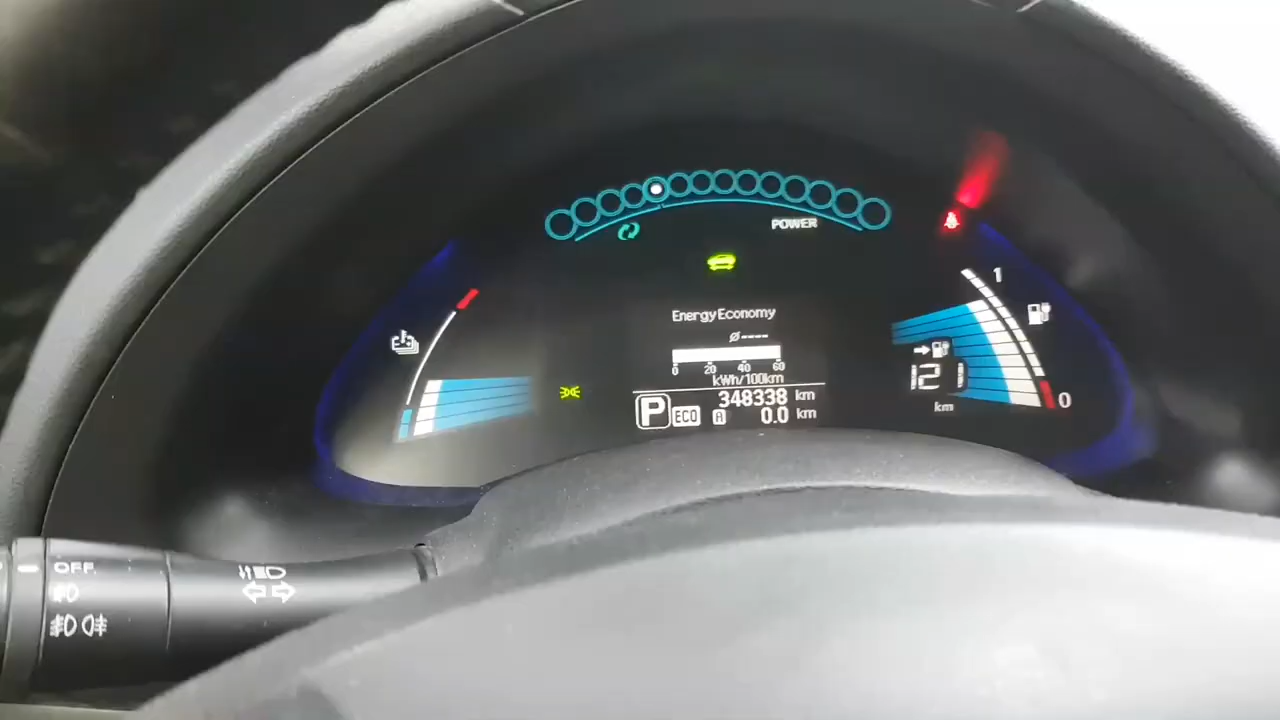 POWER
Energy Economy
Ø ----
0 20 40 60
kWh/100km
348338 km
P ECO A 0.0 km
1
121
km
0
OFF